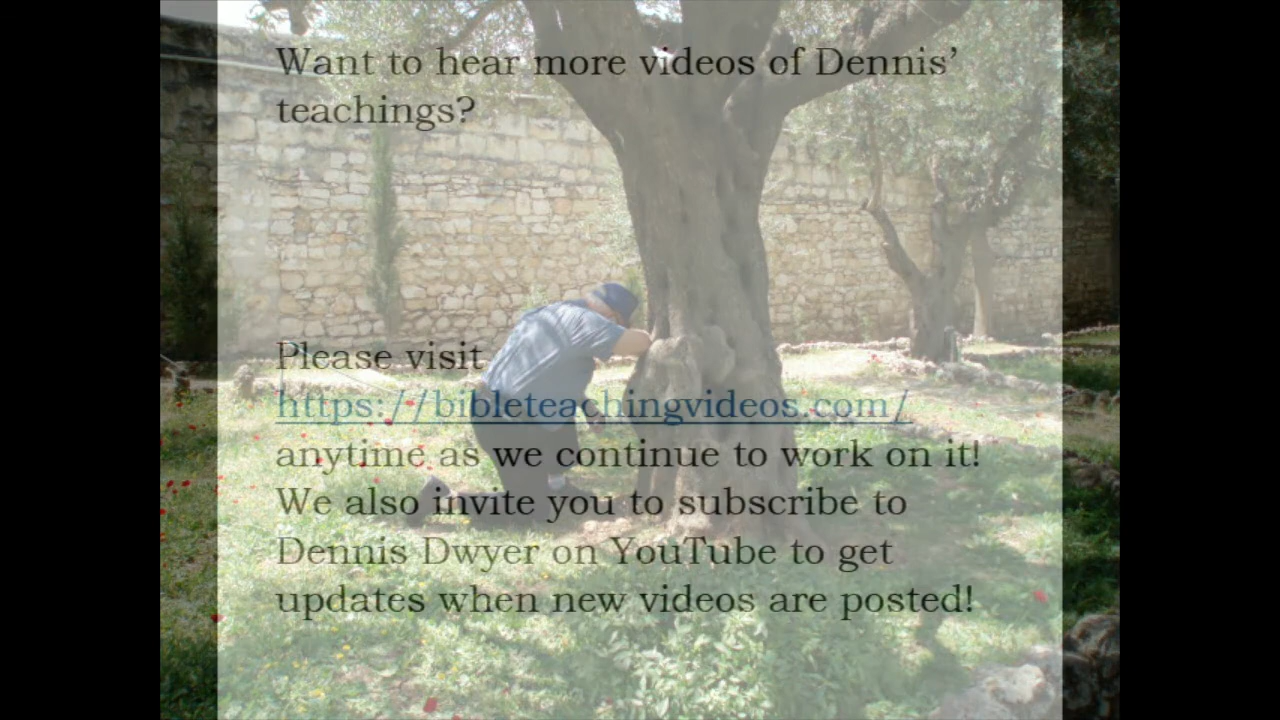 Want to hear more videos of Dennis’
teachings?
Please visit
https://bibleteachingvideos.com/
anytime as we continue to work on it!
We also invite you to subscribe to
Dennis Dwyer on YouTube to get
updates when new videos are posted!